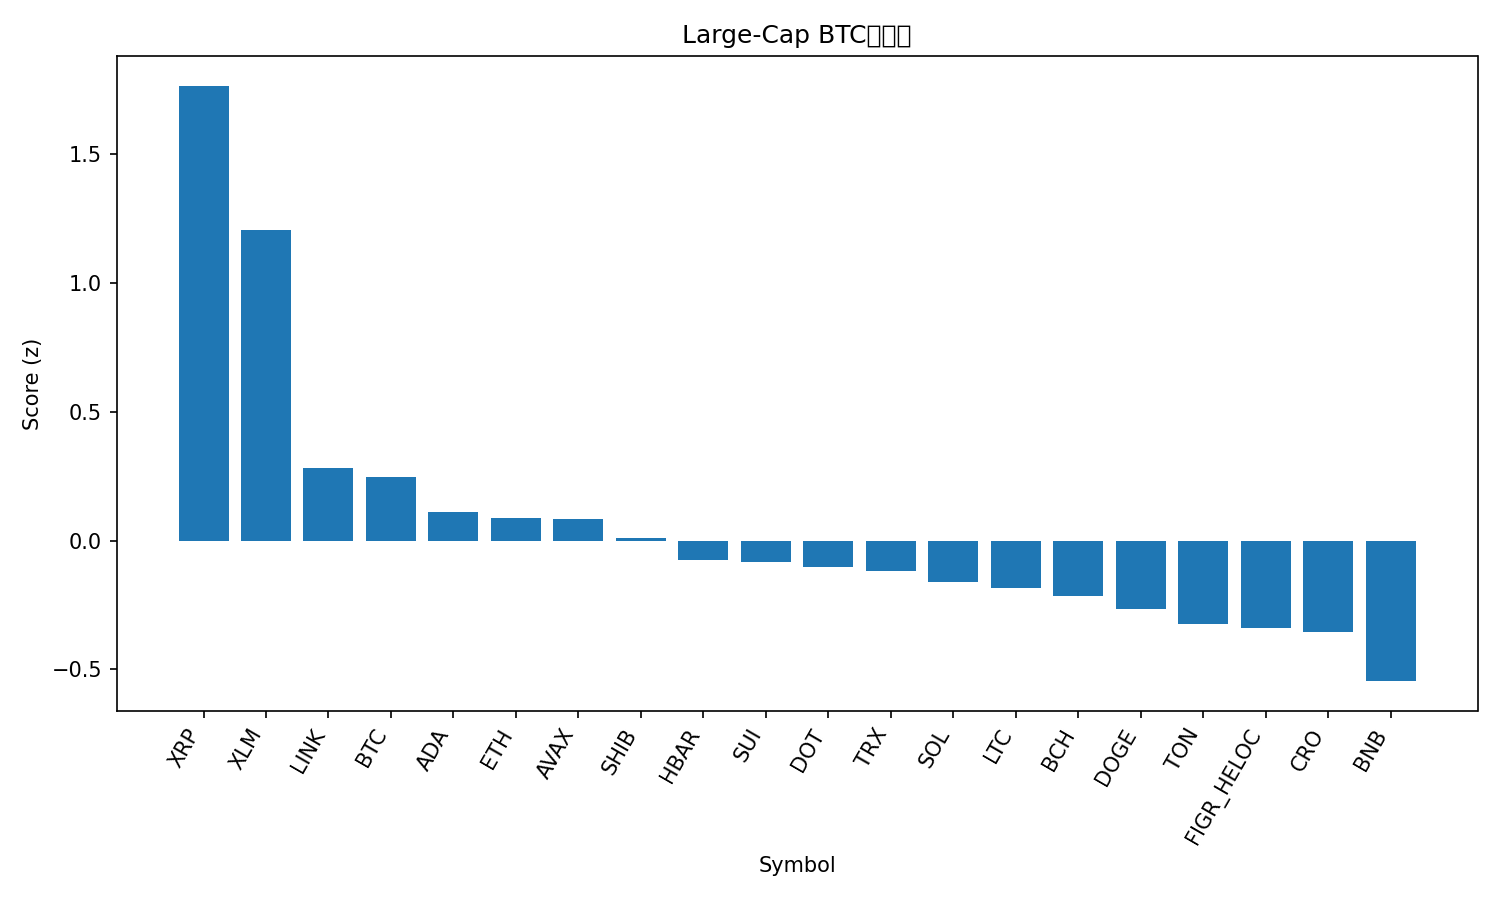 Large-Cap BTC
Score (z)
1.5
1.0
0.5
0.0
−0.5
XRP
XLM
LINK
BTC
ADA
ETH
AVAX
SHIB
HBAR
SUI
DOT
TRX
SOL
LTC
BCH
DOGE
TON
FIGR_HELOC
CRO
BNB
Symbol